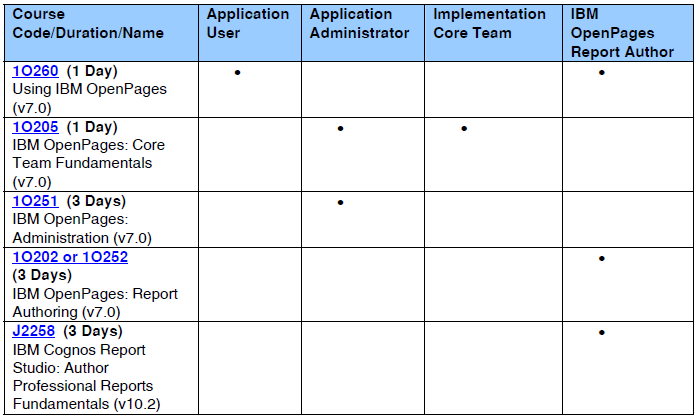 Course
Code/Duration/Name
Application
User
Application
Administrator
Implementation
Core Team
IBM
OpenPages
Report Author
1O260 (1 Day)
Using IBM OpenPages
(v7.0)
•
•
1O205 (1 Day)
IBM OpenPages: Core
Team Fundamentals
(v7.0)
•
•
1O251 (3 Days)
IBM OpenPages:
Administration (v7.0)
•
1O202 or 1O252
(3 Days)
IBM OpenPages: Report
Authoring (v7.0)
•
J2258 (3 Days)
IBM Cognos Report
Studio: Author
Professional Reports
Fundamentals (v10.2)
•